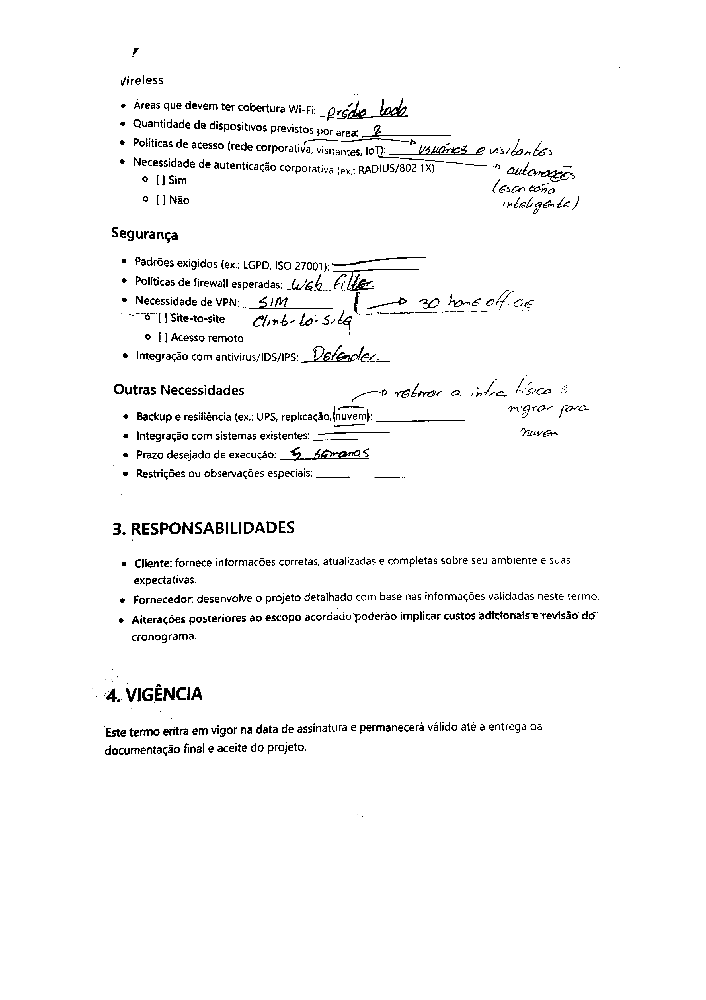 Wireless
• Áreas que devem ter cobertura Wi-Fi: prédio todo
• Quantidade de dispositivos previstos por área: 2
• Políticas de acesso (rede corporativa, visitantes, IoT): usuários e visitantes
• Necessidade de autenticação corporativa (ex.: RADIUS/802.1X):
automações
o [ ] Sim
(escritório
o [ ] Não
inteligente)
Segurança
• Padrões exigidos (ex.: LGPD, ISO 27001):
• Políticas de firewall esperadas: Web Filter.
• Necessidade de VPN: SIM 30 home office.
o [ ] Site-to-site Clint-to-site
o [ ] Acesso remoto
• Integração com antivírus/IDS/IPS: Defender.
Outras Necessidades
retirar a infra físico e
migrar para
• Backup e resiliência (ex.: UPS, replicação, nuvem):
nuven
• Integração com sistemas existentes:
• Prazo desejado de execução: 5 semanas
• Restrições ou observações especiais:
3. RESPONSABILIDADES
• Cliente: fornece informações corretas, atualizadas e completas sobre seu ambiente e suas
expectativas.
• Fornecedor: desenvolve o projeto detalhado com base nas informações validadas neste termo.
• Alterações posteriores ao escopo acordado poderão implicar custos adicionais e revisão do
cronograma.
4. VIGÊNCIA
Este termo entra em vigor na data de assinatura e permanecerá válido até a entrega da
documentação final e aceite do projeto.